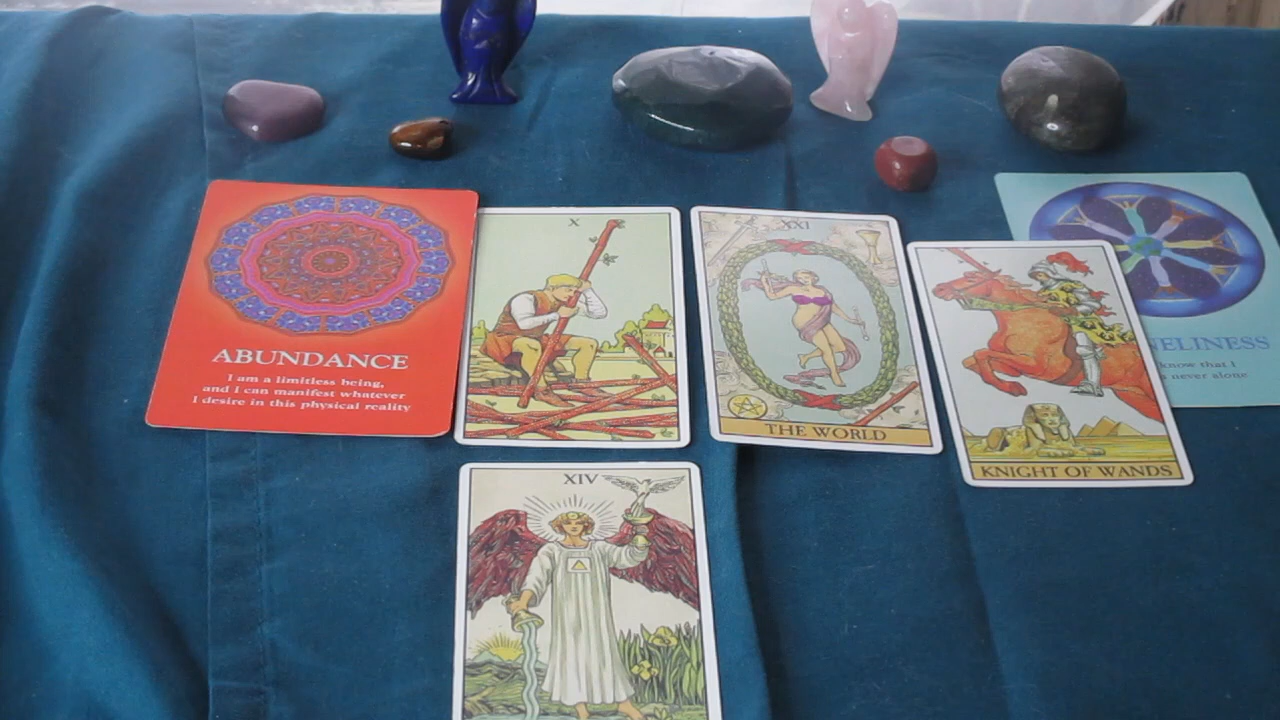 ABUNDANCE
I am a limitless being,
and I can manifest whatever
I desire in this physical reality
X
XXI
THE WORLD
KNIGHT OF WANDS
NELINESS
know that I
never alone
XIV